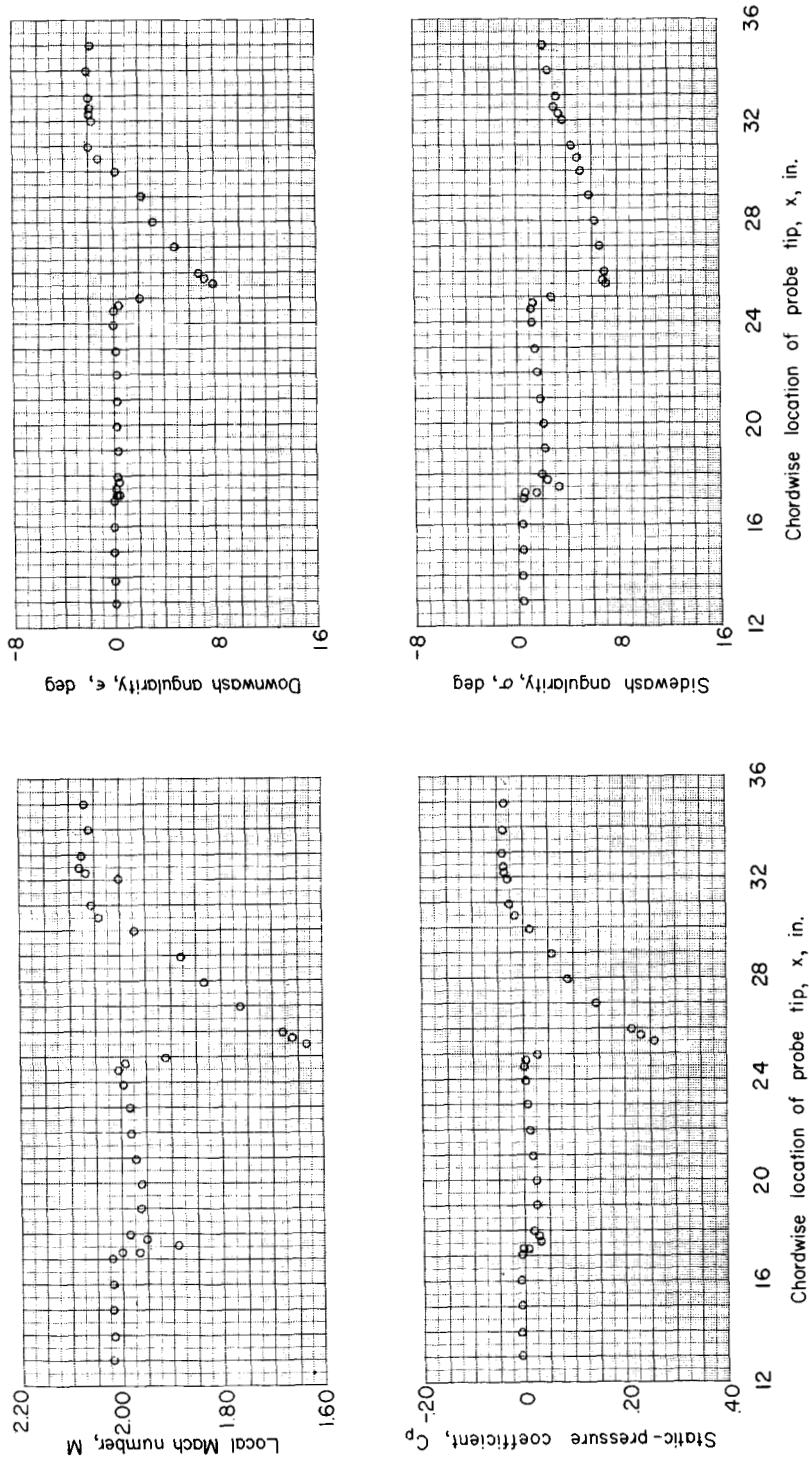 2.20
2.00
1.80
1.60
Local Mach number, M
-8
0
8
16
Downwash angularity, ε, deg
-.20
0
.20
.40
Static-pressure
coefficient, Cp
12 16 20 24 28 32 36
Chordwise location of probe tip, x, in.
-8
0
8
16
Sidewash angularity, σ, deg
12 16 20 24 28 32 36
Chordwise location of probe tip, x, in.